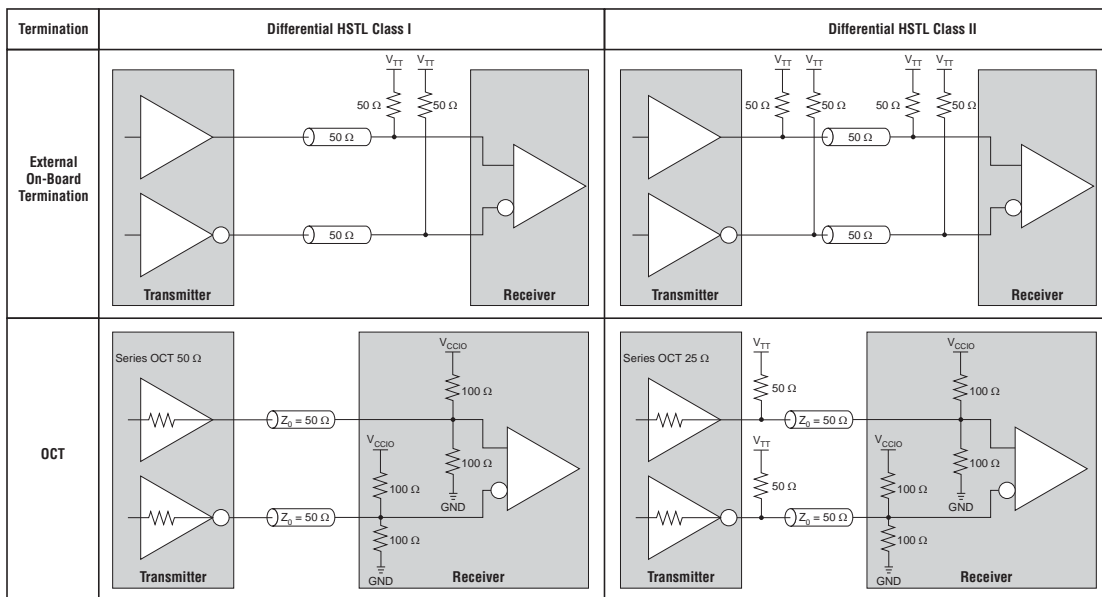 Termination
Differential HSTL Class I
Differential HSTL Class II
External
On-Board
Termination
V_TT V_TT
50 Ω 50 Ω
50 Ω
50 Ω
Transmitter
Receiver
V_TT V_TT V_TT V_TT
50 Ω 50 Ω 50 Ω 50 Ω
50 Ω
50 Ω
Transmitter
Receiver
OCT
Series OCT 50 Ω
V_CCIO
100 Ω
Z_0 = 50 Ω
V_CCIO
100 Ω
100 Ω
GND
Z_0 = 50 Ω
100 Ω
GND
Transmitter
Receiver
Series OCT 25 Ω
V_TT
V_CCIO
50 Ω
100 Ω
Z_0 = 50 Ω
V_TT
V_CCIO
50 Ω
100 Ω
100 Ω
GND
Z_0 = 50 Ω
100 Ω
GND
Transmitter
Receiver